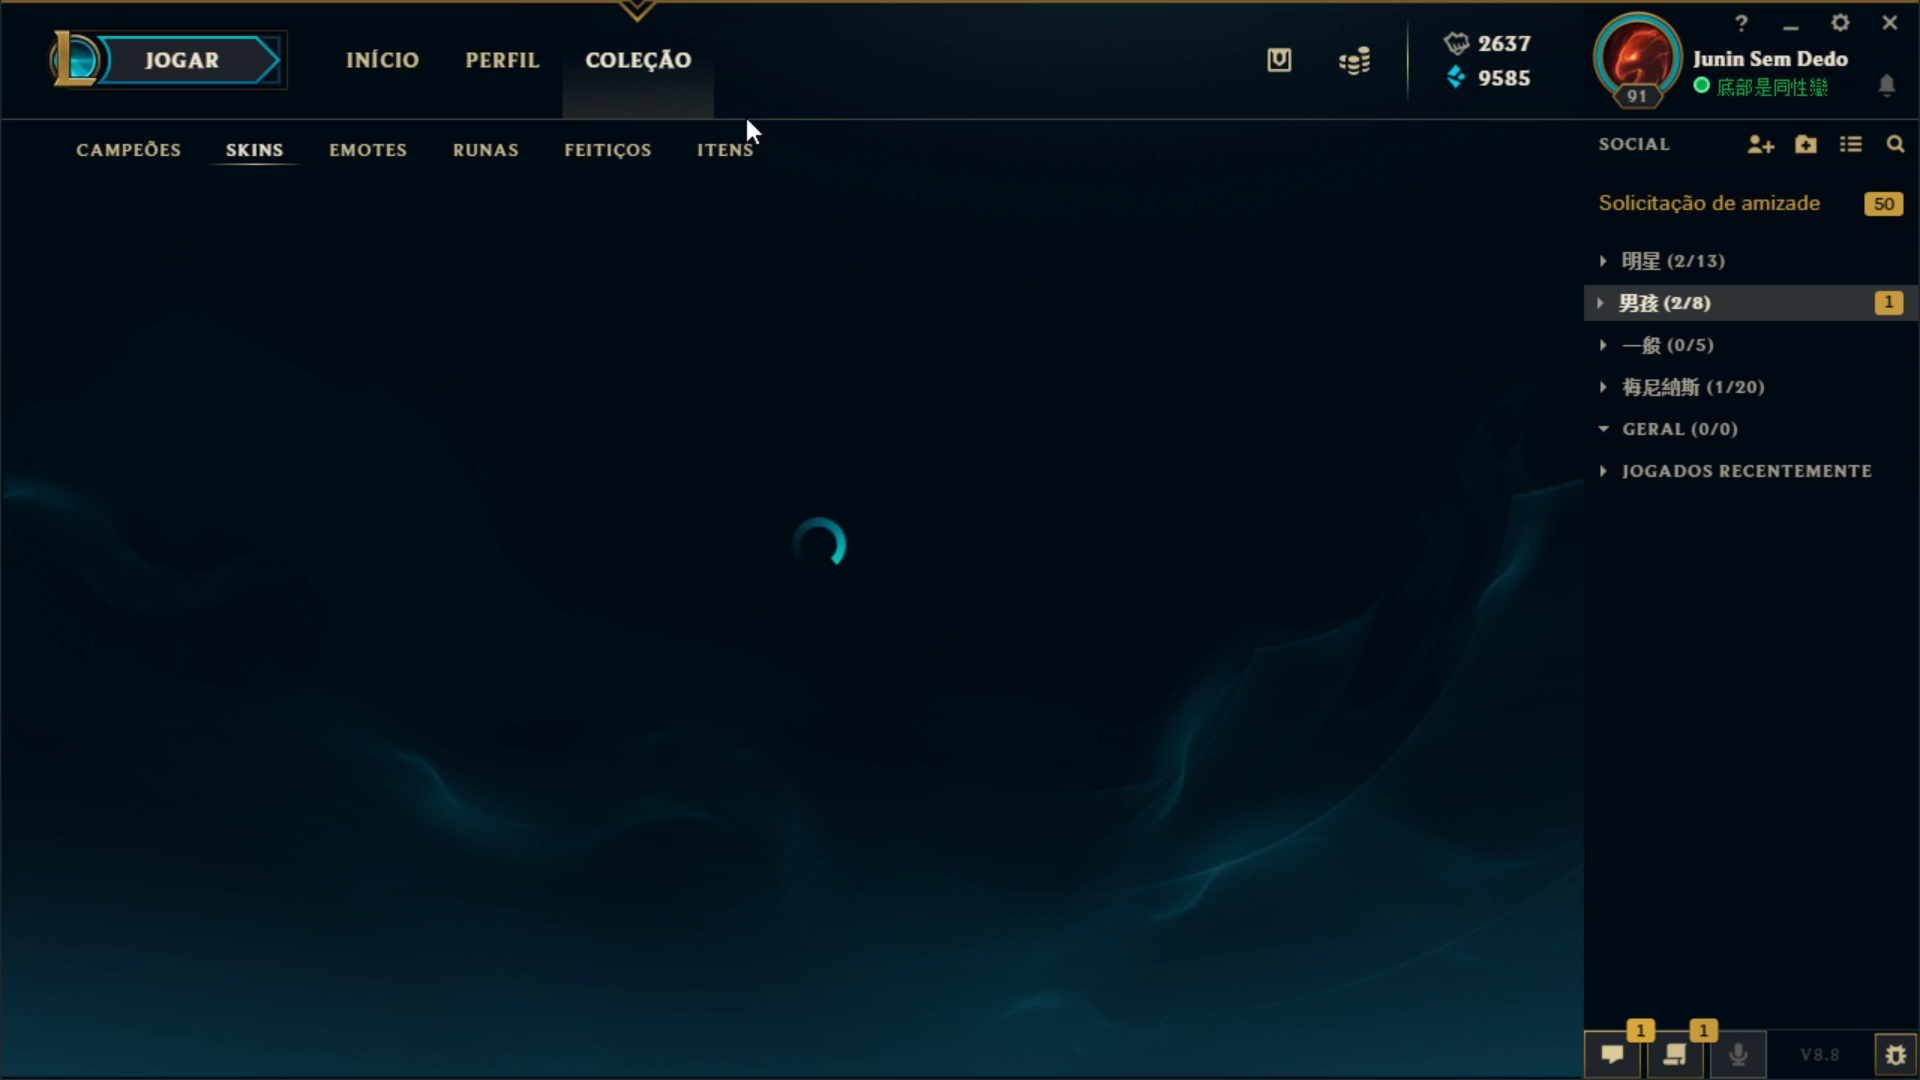 JOGAR
INÍCIO
PERFIL
COLEÇÃO
2637
9585
?
91
Junin Sem Dedo
底部是同性戀
CAMPEÕES
SKINS
EMOTES
RUNAS
FEITIÇOS
ITENS
SOCIAL
Solicitação de amizade
50
明星 (2/13)
男孩 (2/8)
1
一般 (0/5)
梅尼納斯 (1/20)
GERAL (0/0)
JOGADOS RECENTEMENTE
1
1
V8.8